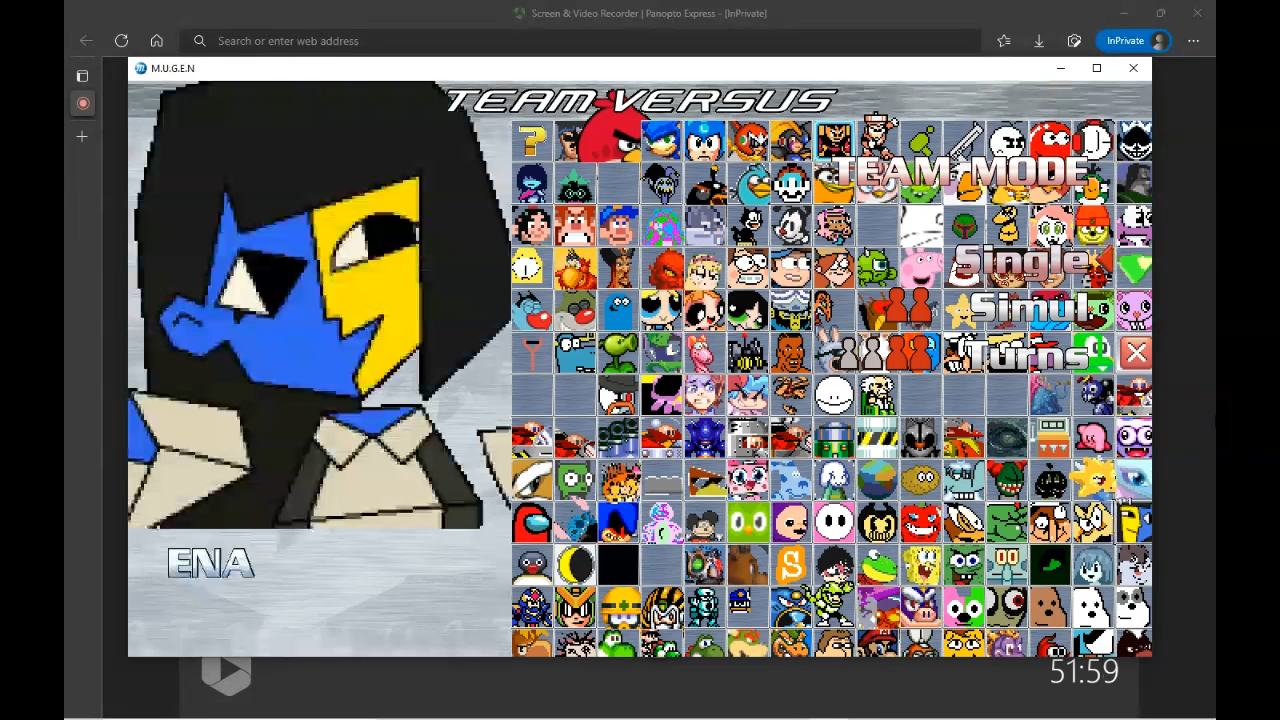 Screen & Video Recorder | Panopto Express - [InPrivate]
Search or enter web address
InPrivate
M.U.G.E.N
TEAM VERSUS
?
TEAM MODE
Single
Simul
Turns
S
ENA
51:59